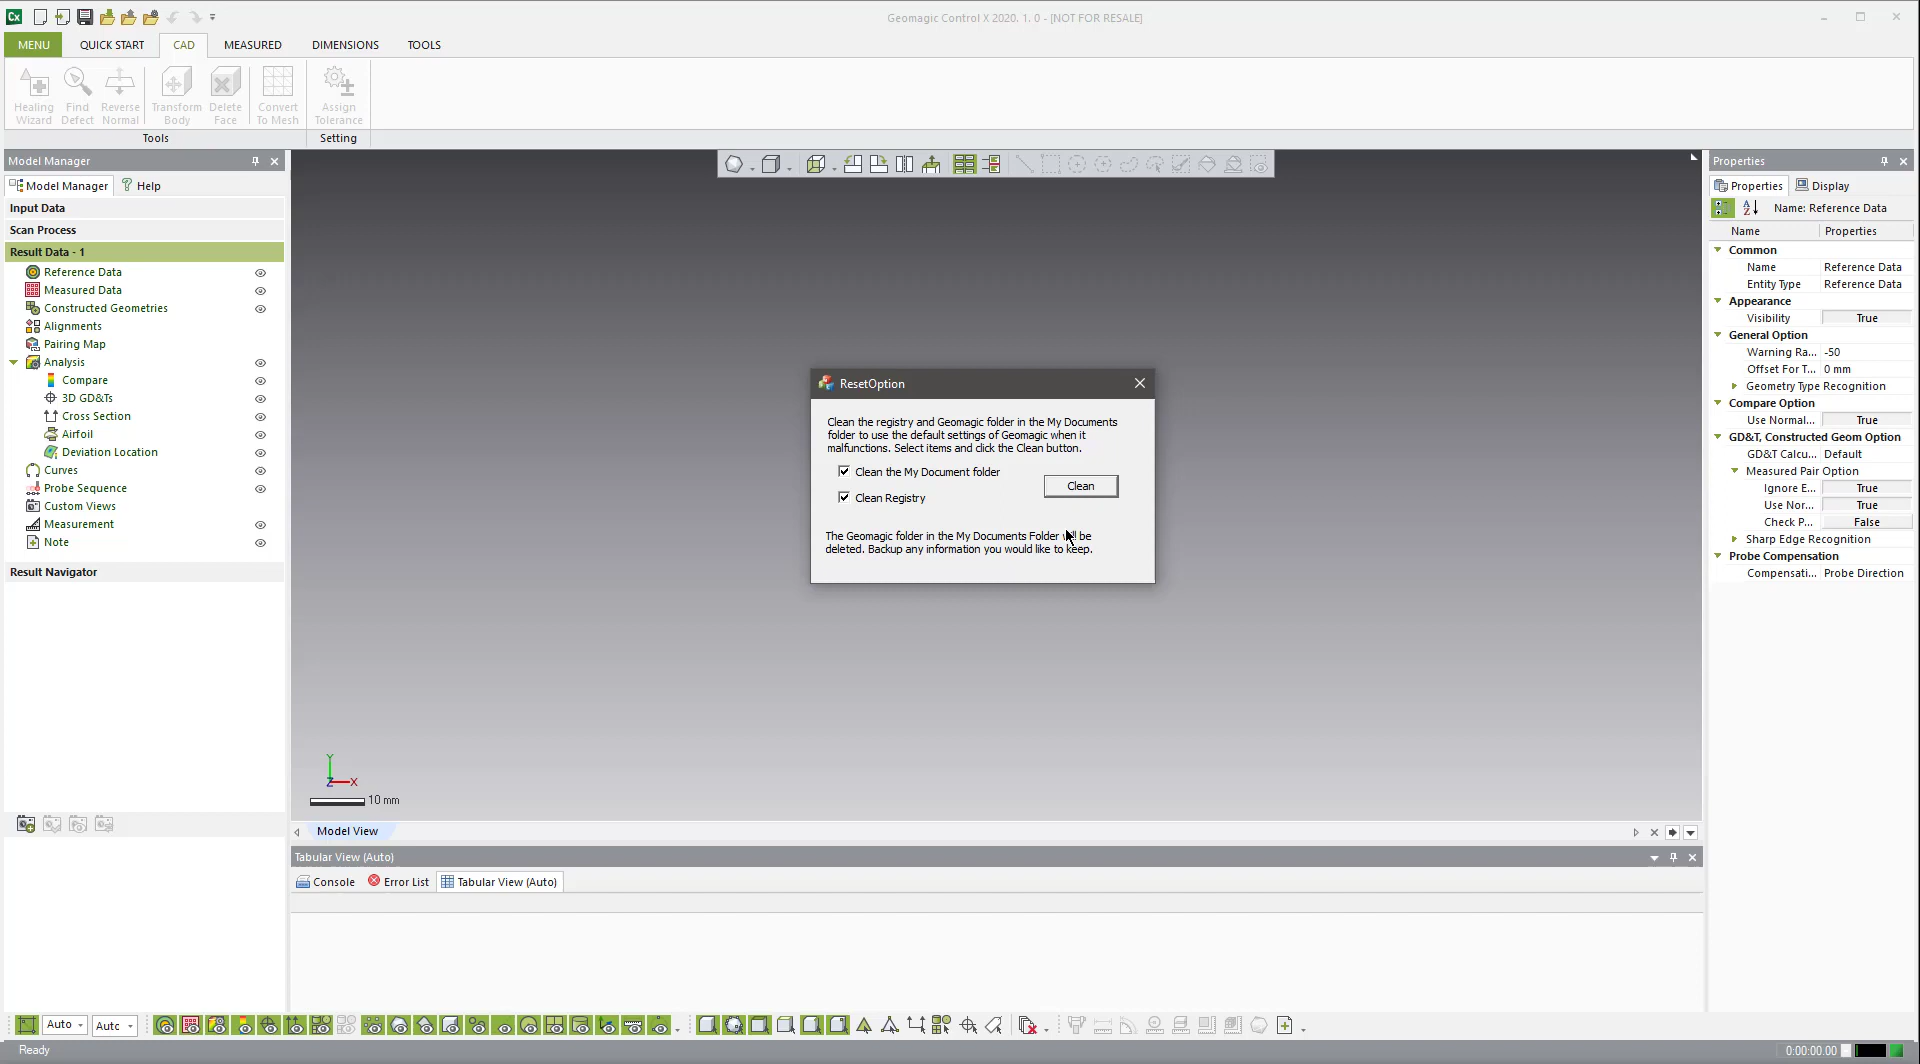 Cx
Geomagic Control X 2020. 1. 0 - [NOT FOR RESALE]
MENU QUICK START CAD MEASURED DIMENSIONS TOOLS
Healing Wizard
Find Defect
Reverse Normal
Transform Body
Delete Face
Convert To Mesh
Assign Tolerance
Tools
Setting
Model Manager
Model Manager Help
Input Data
Scan Process
Result Data - 1
Reference Data
Measured Data
Constructed Geometries
Alignments
Pairing Map
Analysis
Compare
3D GD&Ts
Cross Section
Airfoil
Deviation Location
Curves
Probe Sequence
Custom Views
Measurement
Note
Result Navigator
ResetOption
Clean the registry and Geomagic folder in the My Documents
folder to use the default settings of Geomagic when it
malfunctions. Select items and click the Clean button.
Clean the My Document folder
Clean Registry
Clean
The Geomagic folder in the My Documents Folder will be
deleted. Backup any information you would like to keep.
Y
Z X
10 mm
Model View
Tabular View (Auto)
Console Error List Tabular View (Auto)
Properties
Properties Display
Name: Reference Data
Name Properties
Common
Name Reference Data
Entity Type Reference Data
Appearance
Visibility True
General Option
Warning Ra... -50
Offset For T... 0 mm
Geometry Type Recognition
Compare Option
Use Normal... True
GD&T, Constructed Geom Option
GD&T Calcu... Default
Measured Pair Option
Ignore E... True
Use Nor... True
Check P... False
Sharp Edge Recognition
Probe Compensation
Compensati... Probe Direction
Auto Autc
Ready
0:00:00.00